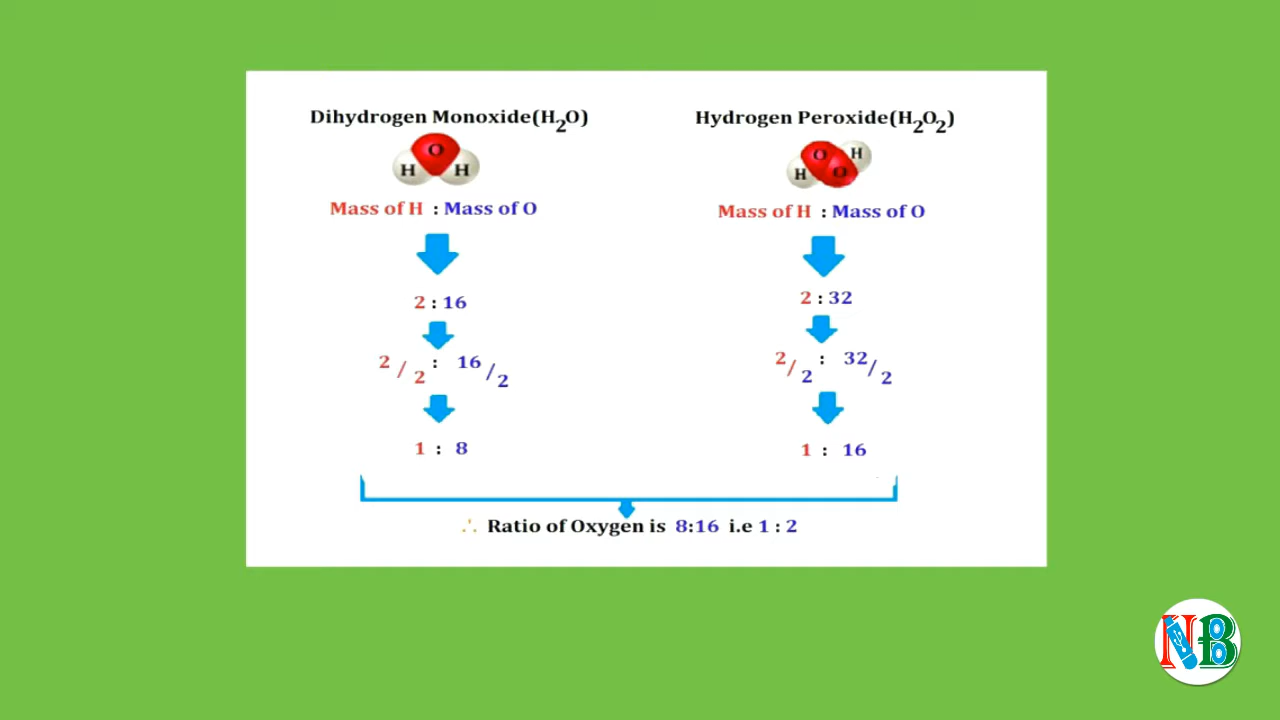 Dihydrogen Monoxide(H2O)
O
H H
Mass of H : Mass of O
2 : 16
2/2 : 16/2
1 : 8
Hydrogen Peroxide(H2O2)
O H
H O
Mass of H : Mass of O
2 : 32
2/2 : 32/2
1 : 16
∴ Ratio of Oxygen is 8:16 i.e 1 : 2
NB